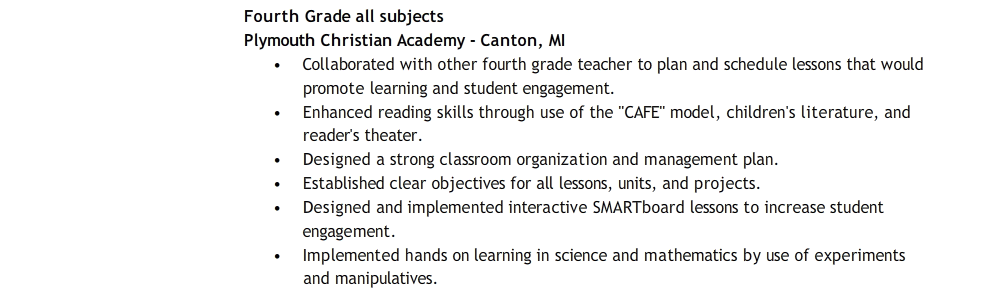 Fourth Grade all subjects
Plymouth Christian Academy - Canton, MI
• Collaborated with other fourth grade teacher to plan and schedule lessons that would
promote learning and student engagement.
• Enhanced reading skills through use of the "CAFE" model, children's literature, and
reader's theater.
• Designed a strong classroom organization and management plan.
• Established clear objectives for all lessons, units, and projects.
• Designed and implemented interactive SMARTboard lessons to increase student
engagement.
• Implemented hands on learning in science and mathematics by use of experiments
and manipulatives.